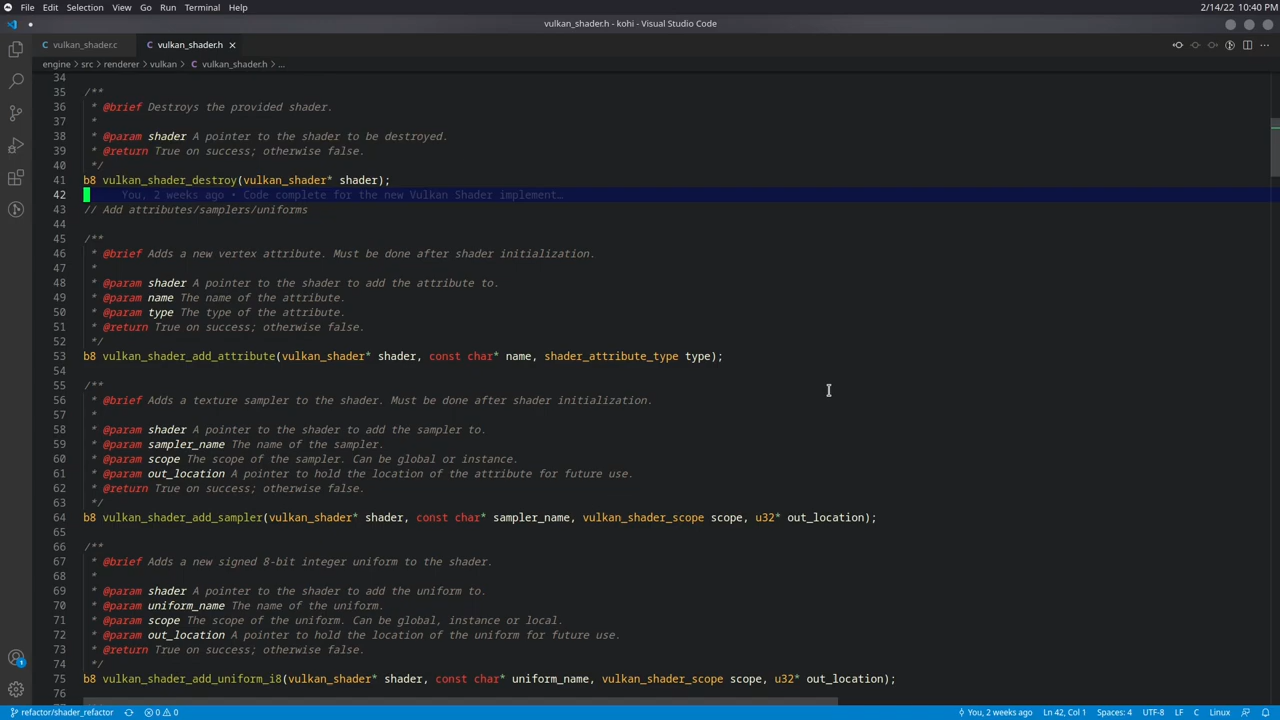 File Edit Selection View Go Run Terminal Help 2/14/22 10:40 PM
vulkan_shader.h - kohi - Visual Studio Code
vulkan_shader.c vulkan_shader.h
engine > src > renderer > vulkan > C vulkan_shader.h > ...
34
35 /**
36 * @brief Destroys the provided shader.
37 *
38 * @param shader A pointer to the shader to be destroyed.
39 * @return True on success; otherwise false.
40 */
41 b8 vulkan_shader_destroy(vulkan_shader* shader);
42 You, 2 weeks ago • Code complete for the new Vulkan Shader implement…
43 // Add attributes/samplers/uniforms
44
45 /**
46 * @brief Adds a new vertex attribute. Must be done after shader initialization.
47 *
48 * @param shader A pointer to the shader to add the attribute to.
49 * @param name The name of the attribute.
50 * @param type The type of the attribute.
51 * @return True on success; otherwise false.
52 */
53 b8 vulkan_shader_add_attribute(vulkan_shader* shader, const char* name, shader_attribute_type type);
54
55 /**
56 * @brief Adds a texture sampler to the shader. Must be done after shader initialization.
57 *
58 * @param shader A pointer to the shader to add the sampler to.
59 * @param sampler_name The name of the sampler.
60 * @param scope The scope of the sampler. Can be global or instance.
61 * @param out_location A pointer to hold the location of the attribute for future use.
62 * @return True on success; otherwise false.
63 */
64 b8 vulkan_shader_add_sampler(vulkan_shader* shader, const char* sampler_name, vulkan_shader_scope scope, u32* out_location);
65
66 /**
67 * @brief Adds a new signed 8-bit integer uniform to the shader.
68 *
69 * @param shader A pointer to the shader to add the uniform to.
70 * @param uniform_name The name of the uniform.
71 * @param scope The scope of the uniform. Can be global, instance or local.
72 * @param out_location A pointer to hold the location of the uniform for future use.
73 * @return True on success; otherwise false.
74 */
75 b8 vulkan_shader_add_uniform_i8(vulkan_shader* shader, const char* uniform_name, vulkan_shader_scope scope, u32* out_location);
76
refactor/shader_refactor 0 0 You, 2 weeks ago Ln 42, Col 1 Spaces: 4 UTF-8 LF C Linux